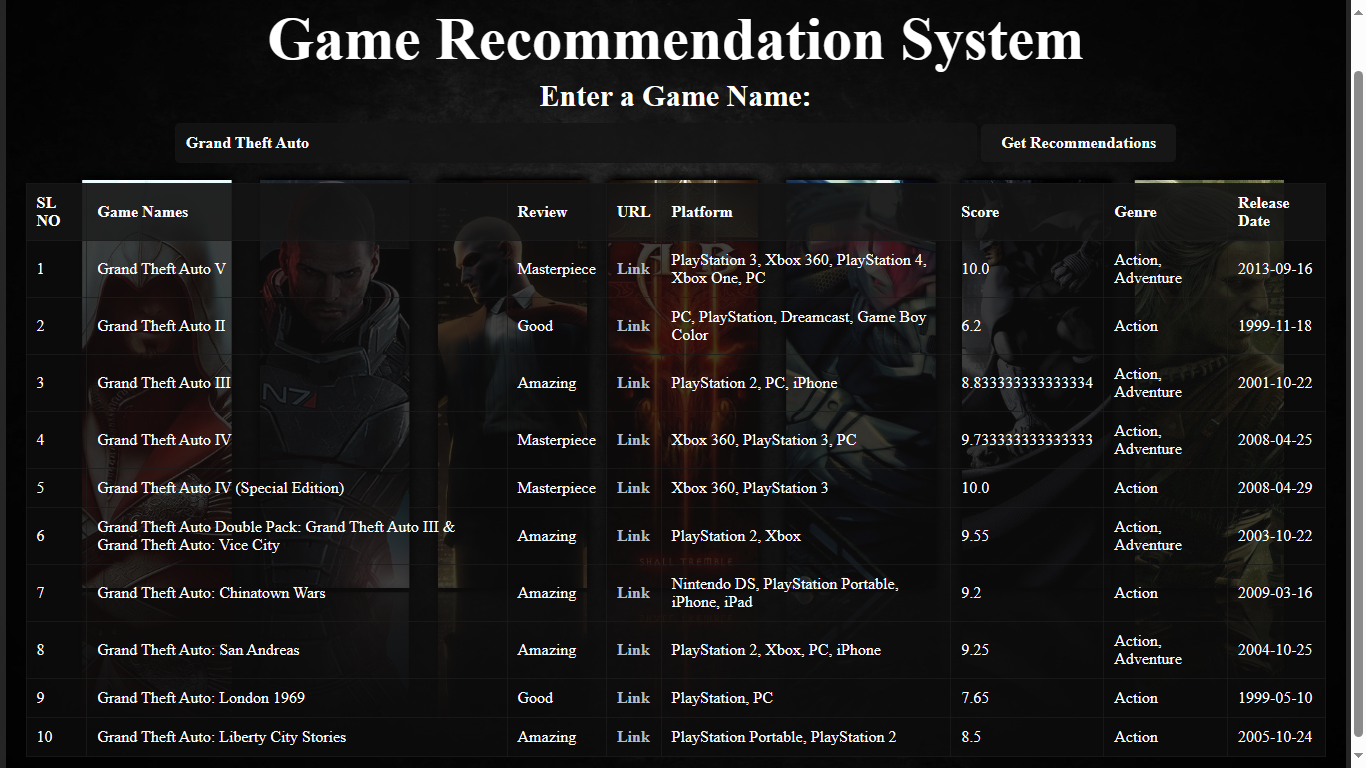 Game Recommendation System
Enter a Game Name:
Grand Theft Auto
Get Recommendations
SL NO Game Names Review URL Platform Score Genre Release Date
1 Grand Theft Auto V Masterpiece Link PlayStation 3, Xbox 360, PlayStation 4, Xbox One, PC 10.0 Action, Adventure 2013-09-16
2 Grand Theft Auto II Good Link PC, PlayStation, Dreamcast, Game Boy Color 6.2 Action 1999-11-18
3 Grand Theft Auto III Amazing Link PlayStation 2, PC, iPhone 8.833333333333334 Action, Adventure 2001-10-22
4 Grand Theft Auto IV Masterpiece Link Xbox 360, PlayStation 3, PC 9.733333333333333 Action, Adventure 2008-04-25
5 Grand Theft Auto IV (Special Edition) Masterpiece Link Xbox 360, PlayStation 3 10.0 Action 2008-04-29
6 Grand Theft Auto Double Pack: Grand Theft Auto III & Grand Theft Auto: Vice City Amazing Link PlayStation 2, Xbox 9.55 Action, Adventure 2003-10-22
7 Grand Theft Auto: Chinatown Wars Amazing Link Nintendo DS, PlayStation Portable, iPhone, iPad 9.2 Action 2009-03-16
8 Grand Theft Auto: San Andreas Amazing Link PlayStation 2, Xbox, PC, iPhone 9.25 Action, Adventure 2004-10-25
9 Grand Theft Auto: London 1969 Good Link PlayStation, PC 7.65 Action 1999-05-10
10 Grand Theft Auto: Liberty City Stories Amazing Link PlayStation Portable, PlayStation 2 8.5 Action 2005-10-24
N7
SHALL TREMBLE